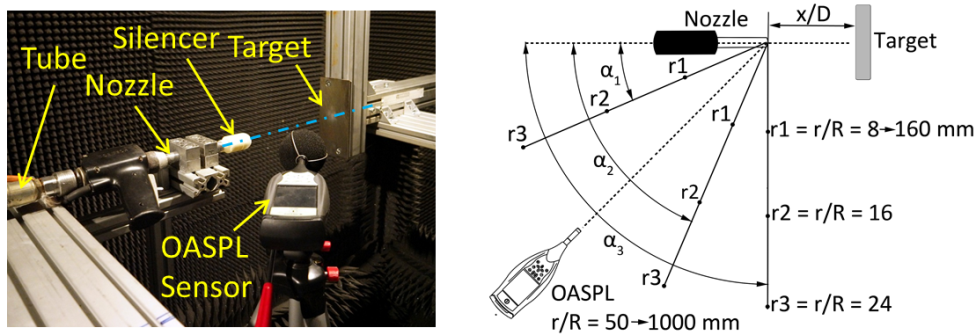 Silencer
Target
Tube
Nozzle
OASPL
Sensor
Nozzle
x/D
Target
α1
r1
r2
r3
r1
r1 = r/R = 8→160 mm
α2
r2
r2 = r/R = 16
α3
r3
OASPL
r/R = 50→1000 mm
r3 = r/R = 24